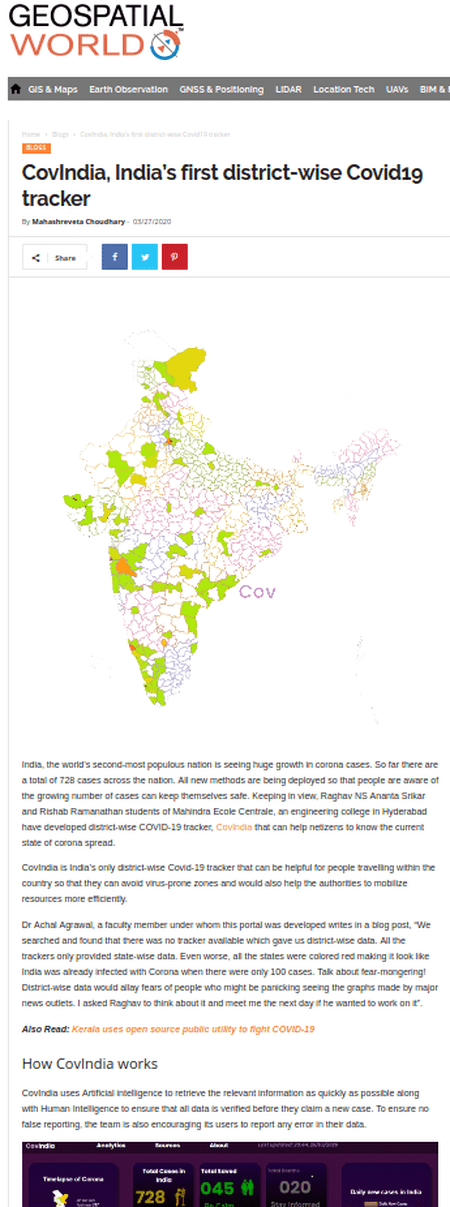 GEOSPATIAL
WORLD
GIS & Maps Earth Observation GNSS & Positioning LIDAR Location Tech UAVs BIM &
Home › Blogs › CovIndia, India's first district-wise Covid19 tracker
BLOGS
CovIndia, India's first district-wise Covid19
tracker
By Mahashreveta Choudhary - 03/27/2020
Share
Cov
India, the world's second-most populous nation is seeing huge growth in corona cases. So far there are
a total of 728 cases across the nation. All new methods are being deployed so that people are aware of
the growing number of cases can keep themselves safe. Keeping in view, Raghav NS Ananta Srikar
and Rishab Ramanathan students of Mahindra Ecole Centrale, an engineering college in Hyderabad
have developed district-wise COVID-19 tracker, CovIndia that can help netizens to know the current
state of corona spread.
CovIndia is India's only district-wise Covid-19 tracker that can be helpful for people travelling within the
country so that they can avoid virus-prone zones and would also help the authorities to mobilize
resources more efficiently.
Dr Achal Agrawal, a faculty member under whom this portal was developed writes in a blog post, "We
searched and found that there was no tracker available which gave us district-wise data. All the
trackers only provided state-wise data. Even worse, all the states were colored red making it look like
India was already infected with Corona when there were only 100 cases. Talk about fear-mongering!
District-wise data would allay fears of people who might be panicking seeing the graphs made by major
news outlets. I asked Raghav to think about it and meet me the next day if he wanted to work on it".
Also Read: Kerala uses open source public utility to fight COVID-19
How CovIndia works
CovIndia uses Artificial intelligence to retrieve the relevant information as quickly as possible along
with Human Intelligence to ensure that all data is verified before they claim a new case. To ensure no
false reporting, the team is also encouraging its users to report any error in their data.
CovIndia Analytics Sources About
Timelapse of Corona
Total Cases in
India
728
Total Saved
045
Be Calm
020
Stay Informed
Daily new cases in India